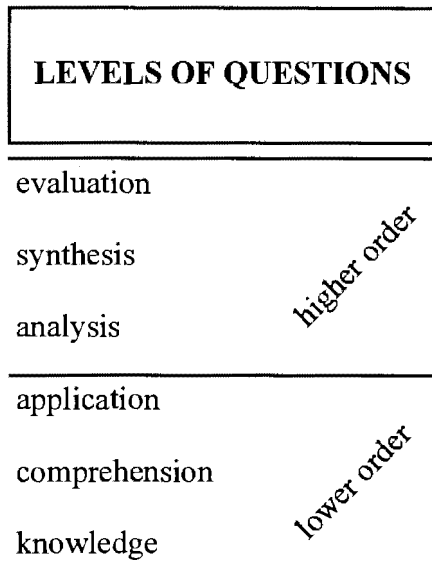 LEVELS OF QUESTIONS
evaluation
synthesis
analysis
higher order
application
comprehension
knowledge
lower order